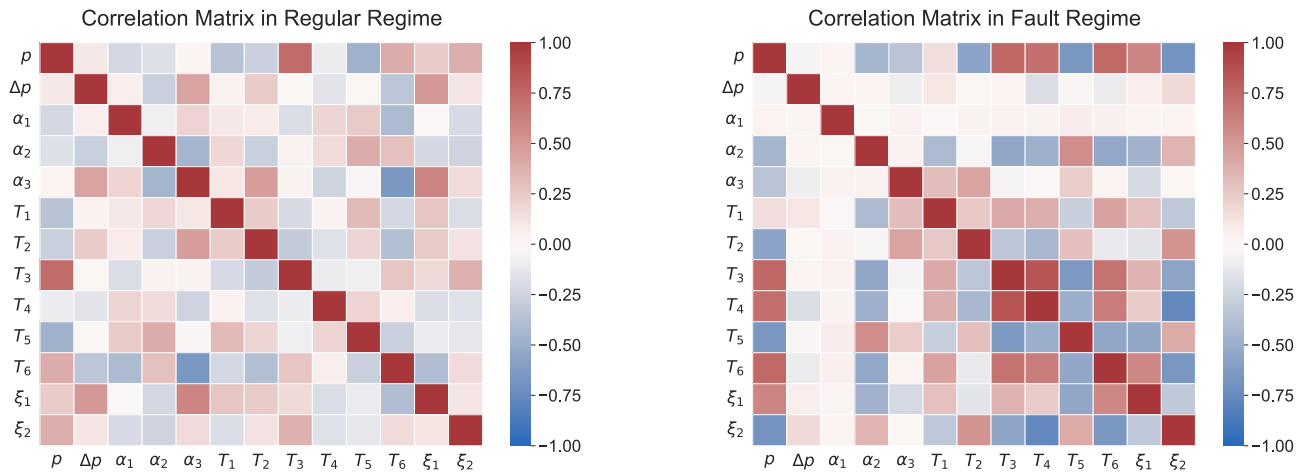 Correlation Matrix in Regular Regime
p
Δp
α₁
α₂
α₃
T₁
T₂
T₃
T₄
T₅
T₆
ξ₁
ξ₂
p Δp α₁ α₂ α₃ T₁ T₂ T₃ T₄ T₅ T₆ ξ₁ ξ₂
1.00
0.75
0.50
0.25
0.00
−0.25
−0.50
−0.75
−1.00
Correlation Matrix in Fault Regime
p
Δp
α₁
α₂
α₃
T₁
T₂
T₃
T₄
T₅
T₆
ξ₁
ξ₂
p Δp α₁ α₂ α₃ T₁ T₂ T₃ T₄ T₅ T₆ ξ₁ ξ₂
1.00
0.75
0.50
0.25
0.00
−0.25
−0.50
−0.75
−1.00